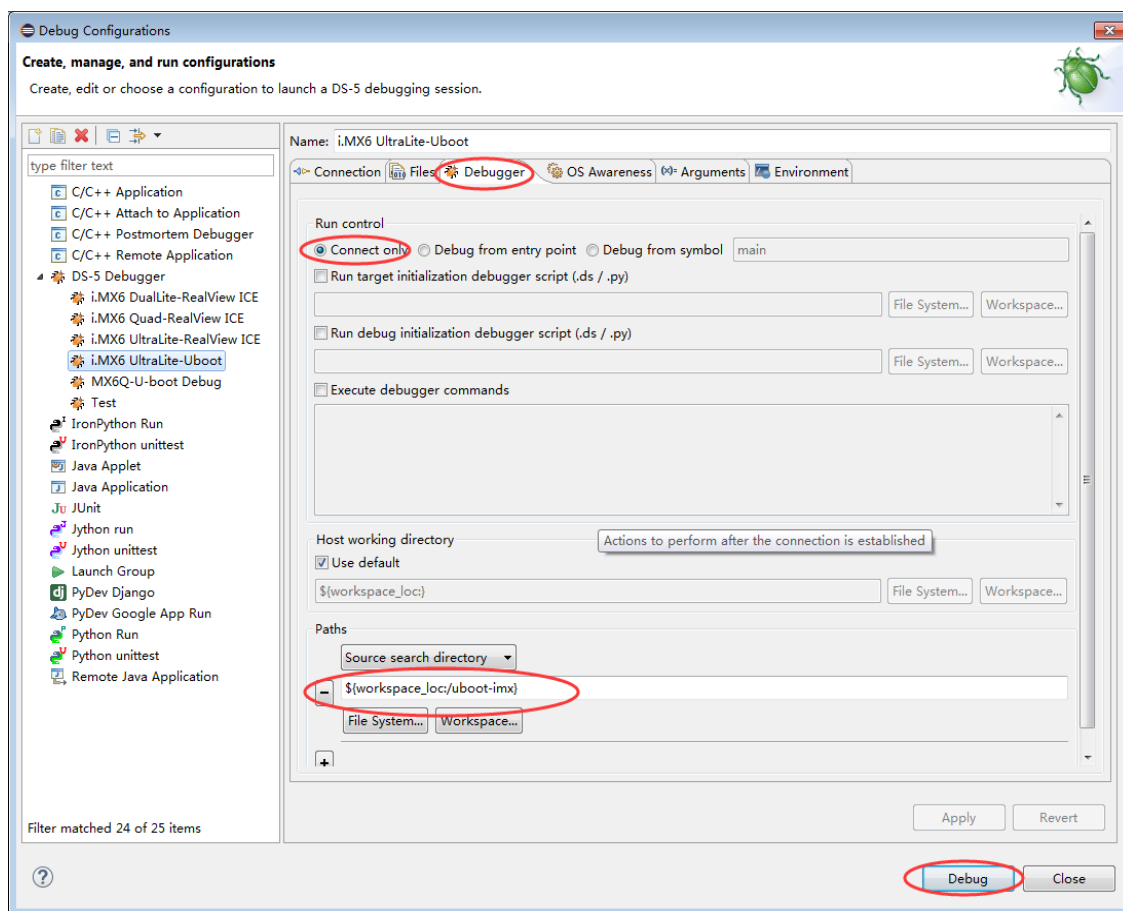 Debug Configurations
Create, manage, and run configurations
Create, edit or choose a configuration to launch a DS-5 debugging session.
type filter text
C/C++ Application
C/C++ Attach to Application
C/C++ Postmortem Debugger
C/C++ Remote Application
DS-5 Debugger
i.MX6 DualLite-RealView ICE
i.MX6 Quad-RealView ICE
i.MX6 UltraLite-RealView ICE
i.MX6 UltraLite-Uboot
MX6Q-U-boot Debug
Test
IronPython Run
IronPython unittest
Java Applet
Java Application
JUnit
Jython run
Jython unittest
Launch Group
PyDev Django
PyDev Google App Run
Python Run
Python unittest
Remote Java Application
Filter matched 24 of 25 items
Name: i.MX6 UltraLite-Uboot
Connection Files Debugger OS Awareness Arguments Environment
Run control
Connect only Debug from entry point Debug from symbol main
Run target initialization debugger script (.ds / .py)
File System... Workspace...
Run debug initialization debugger script (.ds / .py)
File System... Workspace...
Execute debugger commands
Host working directory
Actions to perform after the connection is established
Use default
${workspace_loc:} File System... Workspace...
Paths
Source search directory
${workspace_loc:/uboot-imx}
File System... Workspace...
Apply Revert
Debug Close